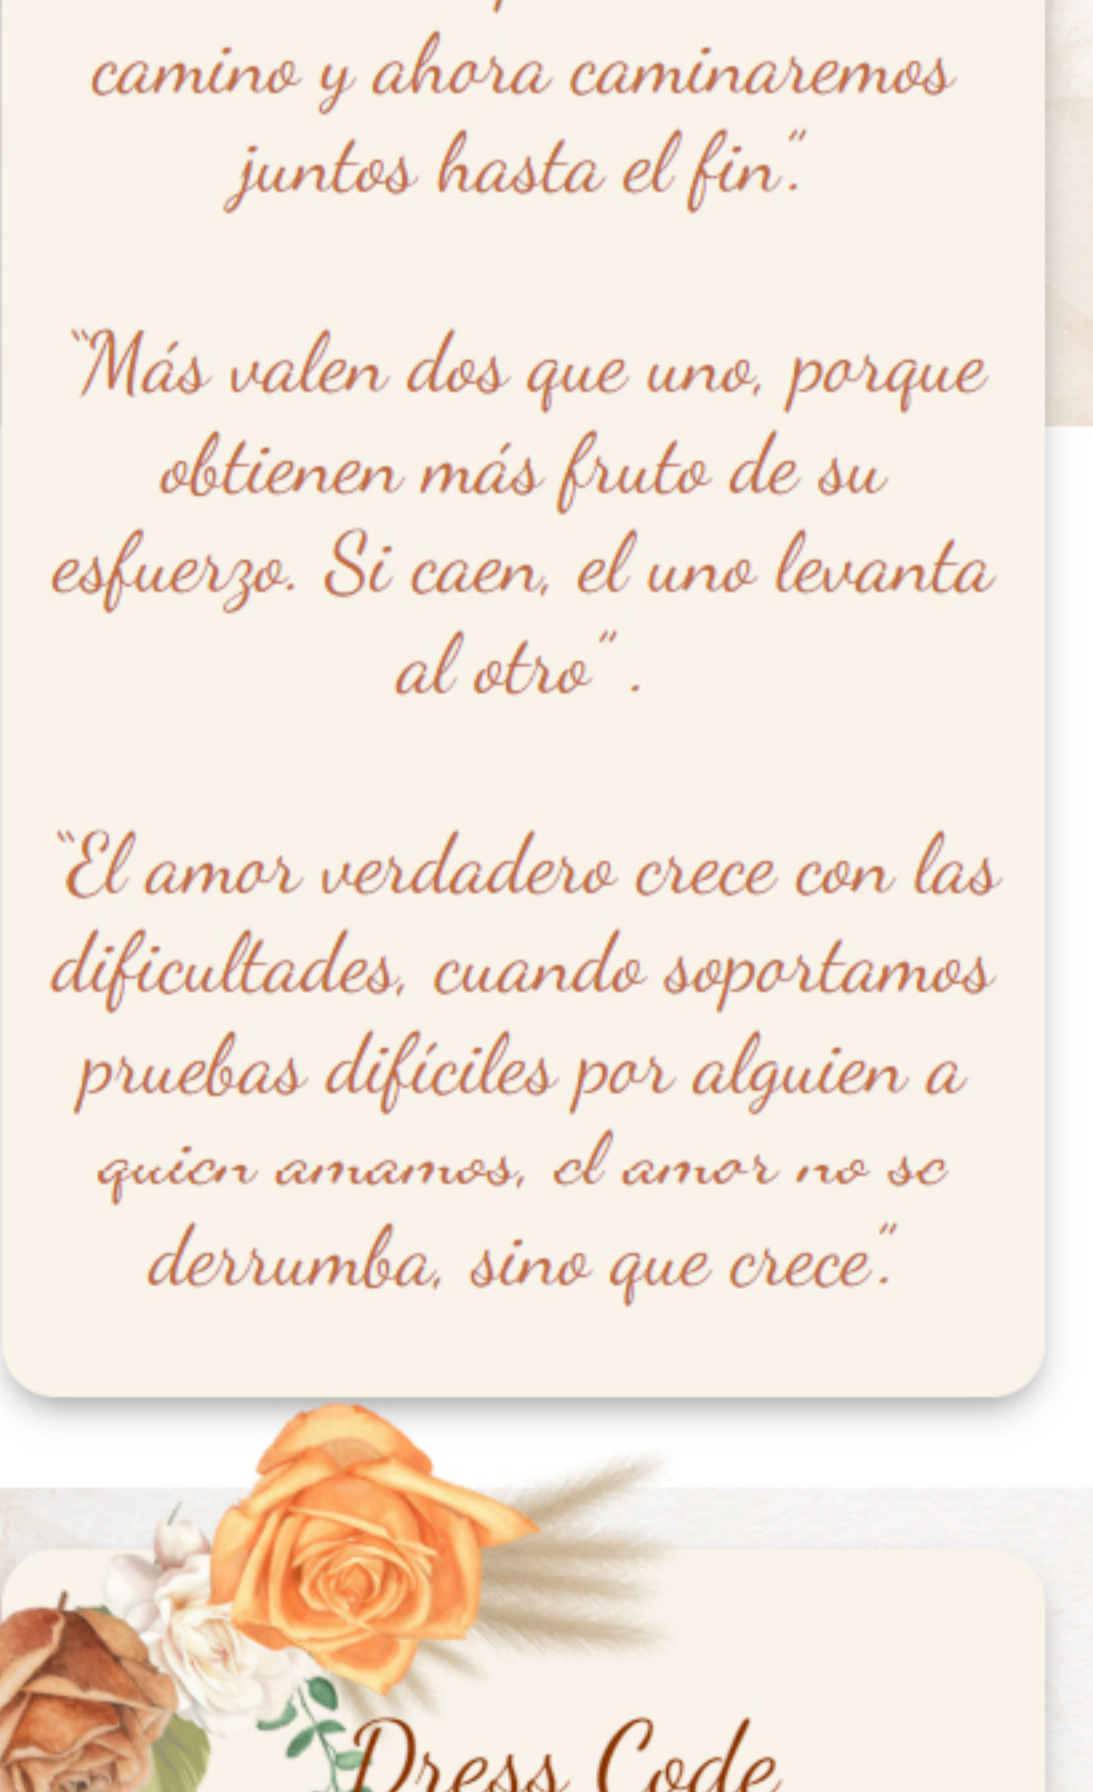 camino y ahora caminaremos
juntos hasta el fin”.
“Más valen dos que uno, porque
obtienen más fruto de su
esfuerzo. Si caen, el uno levanta
al otro” .
“El amor verdadero crece con las
dificultades, cuando soportamos
pruebas difíciles por alguien a
quien amamos, el amor no se
derrumba, sino que crece”.
Dress Code